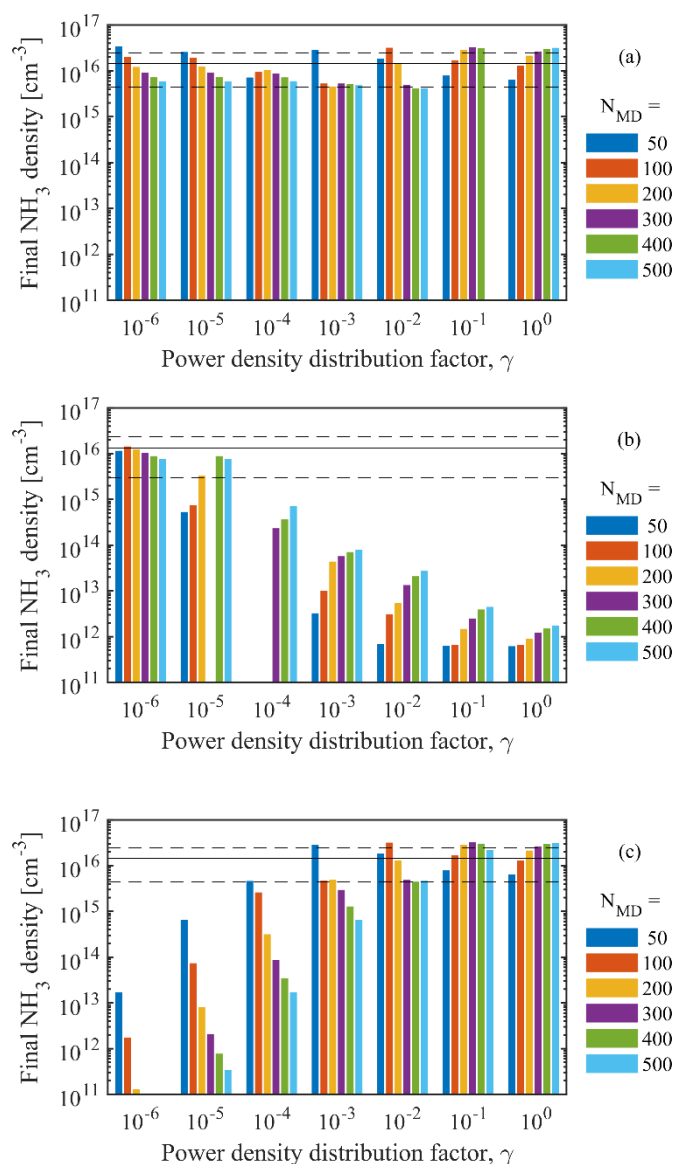 10^17
10^16
10^15
10^14
10^13
10^12
10^11
Final NH_3 density [cm^-3]
10^-6 10^-5 10^-4 10^-3 10^-2 10^-1 10^0
Power density distribution factor, γ
(a)
N_MD =
50
100
200
300
400
500
10^17
10^16
10^15
10^14
10^13
10^12
10^11
Final NH_3 density [cm^-3]
10^-6 10^-5 10^-4 10^-3 10^-2 10^-1 10^0
Power density distribution factor, γ
(b)
N_MD =
50
100
200
300
400
500
10^17
10^16
10^15
10^14
10^13
10^12
10^11
Final NH_3 density [cm^-3]
10^-6 10^-5 10^-4 10^-3 10^-2 10^-1 10^0
Power density distribution factor, γ
(c)
N_MD =
50
100
200
300
400
500